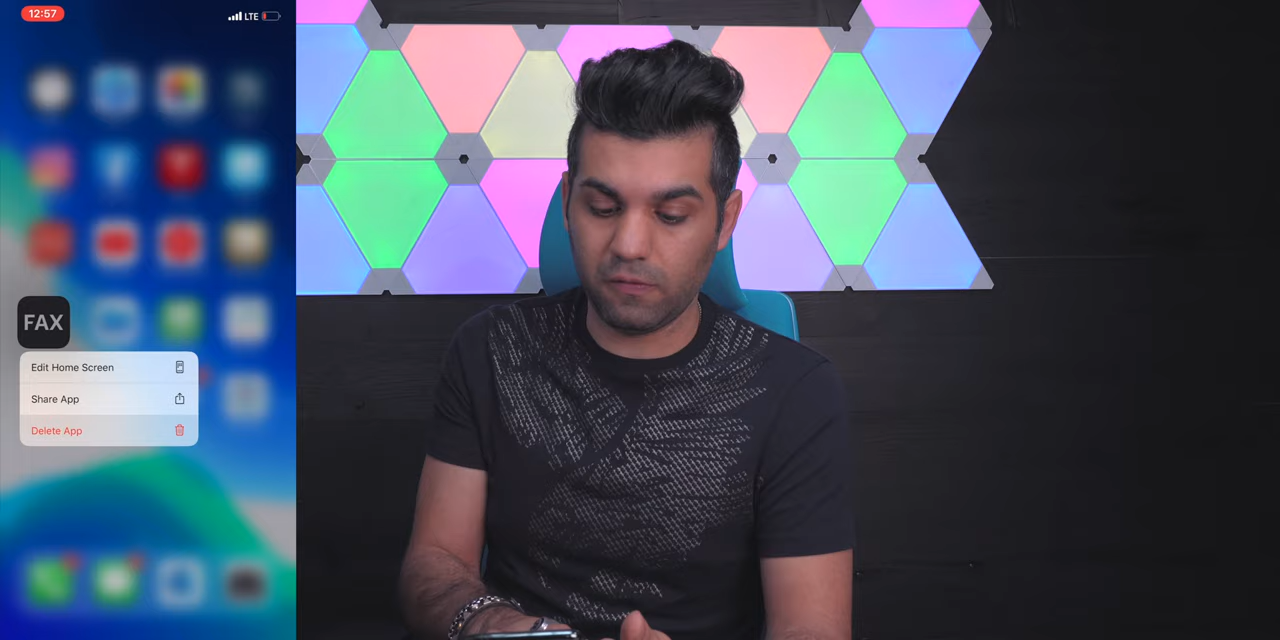 12:57
LTE
FAX
Edit Home Screen
Share App
Delete App